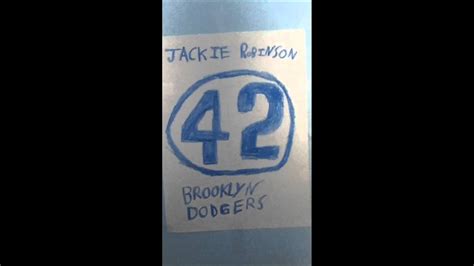 JACKIE ROBINSON
42
BROOKLYN
DODGERS